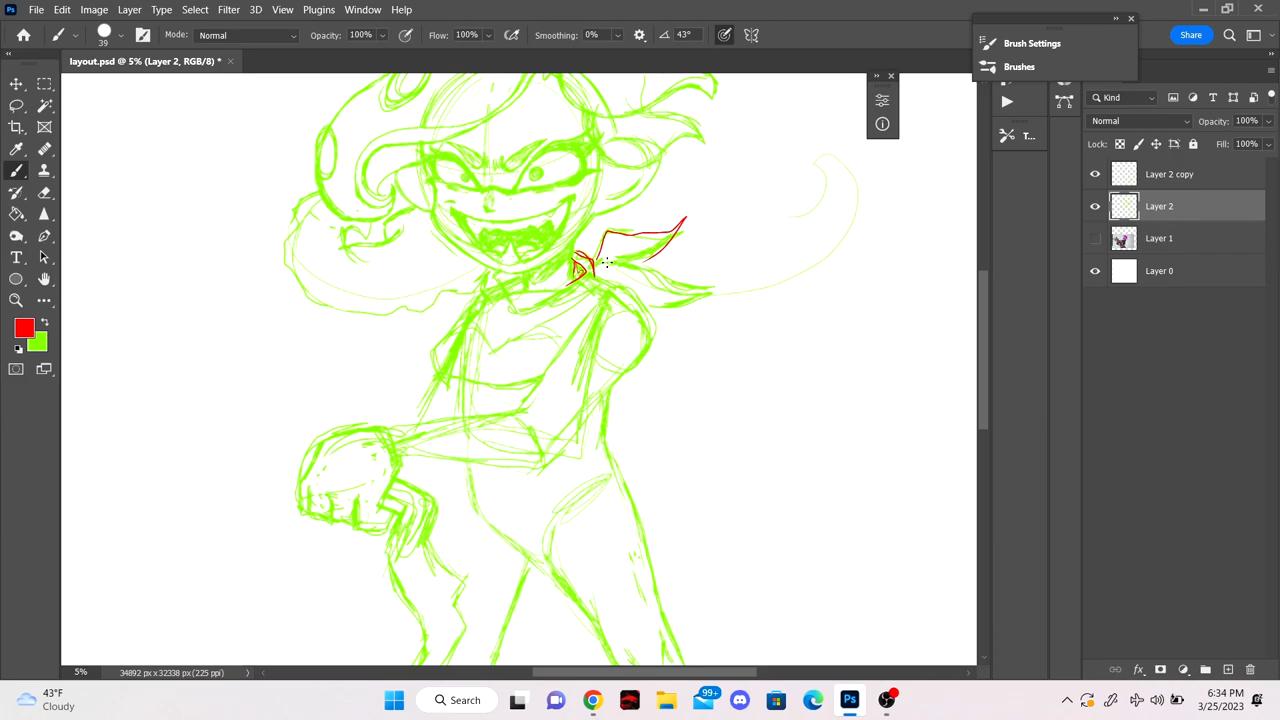 Ps File Edit Image Layer Type Select Filter 3D View Plugins Window Help
39 Mode: Normal Opacity: 100% Flow: 100% Smoothing: 0% 43° Share
layout.psd @ 5% (Layer 2, RGB/8) * ×
Brush Settings
Brushes
T...
Kind
Normal Opacity: 100%
Lock: Fill: 100%
Layer 2 copy
Layer 2
Layer 1
Layer 0
5% 34892 px x 32338 px (225 ppi)
43°F
Cloudy
Search
99+
Ps
6:34 PM
3/25/2023